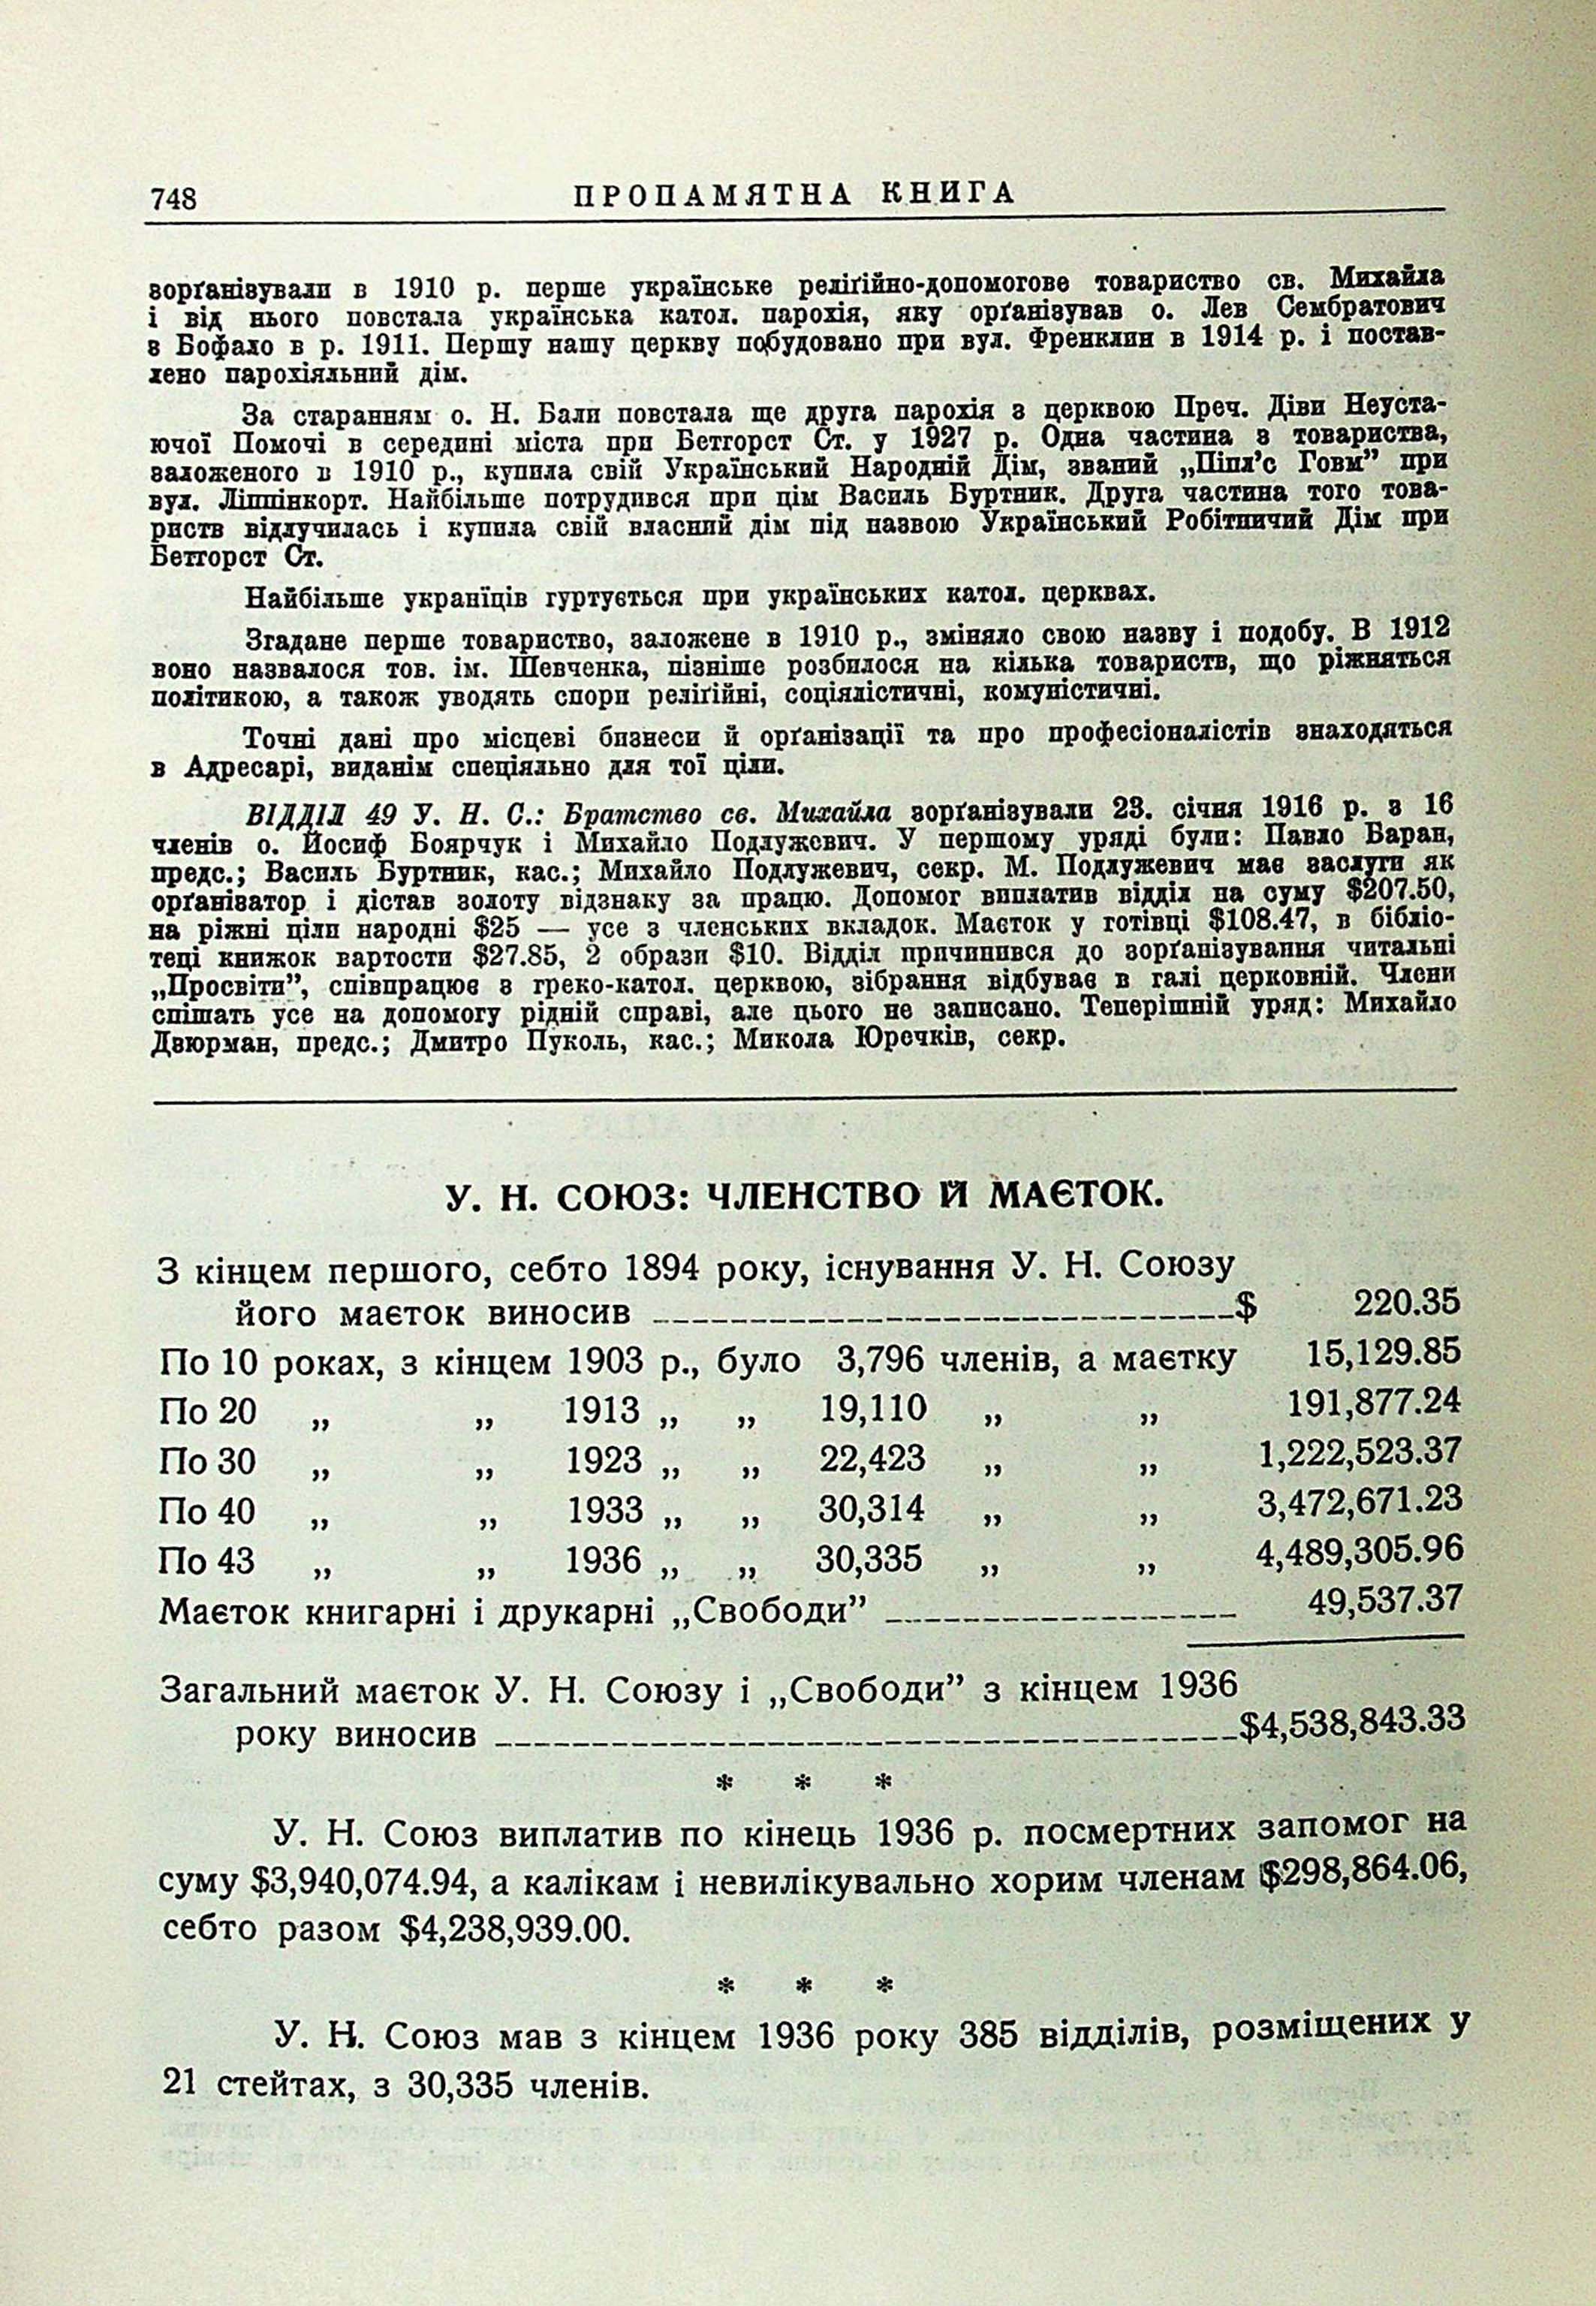 748 ПРОПАМЯТНА КНИГА
зорґанізували в 1910 р. перше українське реліґійно-допомогове товариство св. Михайла
і від нього повстала українська катол. парохія, яку орґанізував о. Лев Сембратович
з Бофало в р. 1911. Першу нашу церкву побудовано при вул. Френклин в 1914 р. і постав-
лено парохіяльний дім.
За старанням о. Н. Бали повстала ще друга парохія з церквою Преч. Діви Неуста-
ючої Помочі в середині міста при Бетгорст Ст. у 1927 р. Одна частина з товариства,
заложеного в 1910 р., купила свій Український Народній Дім, званий „Піпл'с Говм” при
вул. Ліппінкорт. Найбільше потрудився при цім Василь Буртник. Друга частина того това-
риств відлучилась і купила свій власний дім під назвою Український Робітничий Дім при
Бетгорст Ст.
Найбільше украніїців гуртується при українських катол. церквах.
Згадане перше товариство, заложене в 1910 р., зміняло свою назву і подобу. В 1912
воно назвалося тов. ім. Шевченка, пізніше розбилося на кілька товариств, що ріжняться
політикою, а також уводять спори реліґійні, соціялістичні, комуністичні.
Точні дані про місцеві бизнеси й орґанізації та про професіоналістів знаходяться
в Адресарі, виданім спеціяльно для тої ціли.
ВІДДІЛ 49 У. Н. С.: Братство св. Михайла зорґанізували 23. січня 1916 р. з 16
членів о. Йосиф Боярчук і Михайло Подлужевич. У першому уряді були: Павло Баран,
предс.; Василь Буртник, кас.; Михайло Подлужевич, секр. М. Подлужевич має заслуги як
орґанізатор і дістав золоту відзнаку за працю. Допомог виплатив відділ на суму $207.50,
на ріжні ціли народні $25 — усе з членських вкладок. Маєток у готівці $108.47, в бібліо-
теці книжок вартости $27.85, 2 образи $10. Відділ причинився до зорґанізування читальні
„Просвіти”, співпрацює з греко-катол. церквою, зібрання відбуває в галі церковній. Члени
спішать усе на допомогу рідній справі, але цього не записано. Теперішній уряд: Михайло
Двюрман, предс.; Дмитро Пуколь, кас.; Микола Юречків, секр.
У. Н. СОЮЗ: ЧЛЕНСТВО Й МАЄТОК.
З кінцем першого, себто 1894 року, існування У. Н. Союзу
його маєток виносив ------------------------------$ 220.35
По 10 роках, з кінцем 1903 р., було 3,796 членів, а маєтку 15,129.85
По 20 „ „ 1913 „ „ 19,110 „ „ 191,877.24
По 30 „ „ 1923 „ „ 22,423 „ „ 1,222,523.37
По 40 „ „ 1933 „ „ 30,314 „ „ 3,472,671.23
По 43 „ „ 1936 „ „ 30,335 „ „ 4,489,305.96
Маєток книгарні і друкарні „Свободи” ------------------ 49,537.37
Загальний маєток У. Н. Союзу і „Свободи” з кінцем 1936
року виносив --------------------------------------$4,538,843.33
* * *
У. Н. Союз виплатив по кінець 1936 р. посмертних запомог на
суму $3,940,074.94, а калікам і невилікувально хорим членам $298,864.06,
себто разом $4,238,939.00.
* * *
У. Н. Союз мав з кінцем 1936 року 385 відділів, розміщених у
21 стейтах, з 30,335 членів.